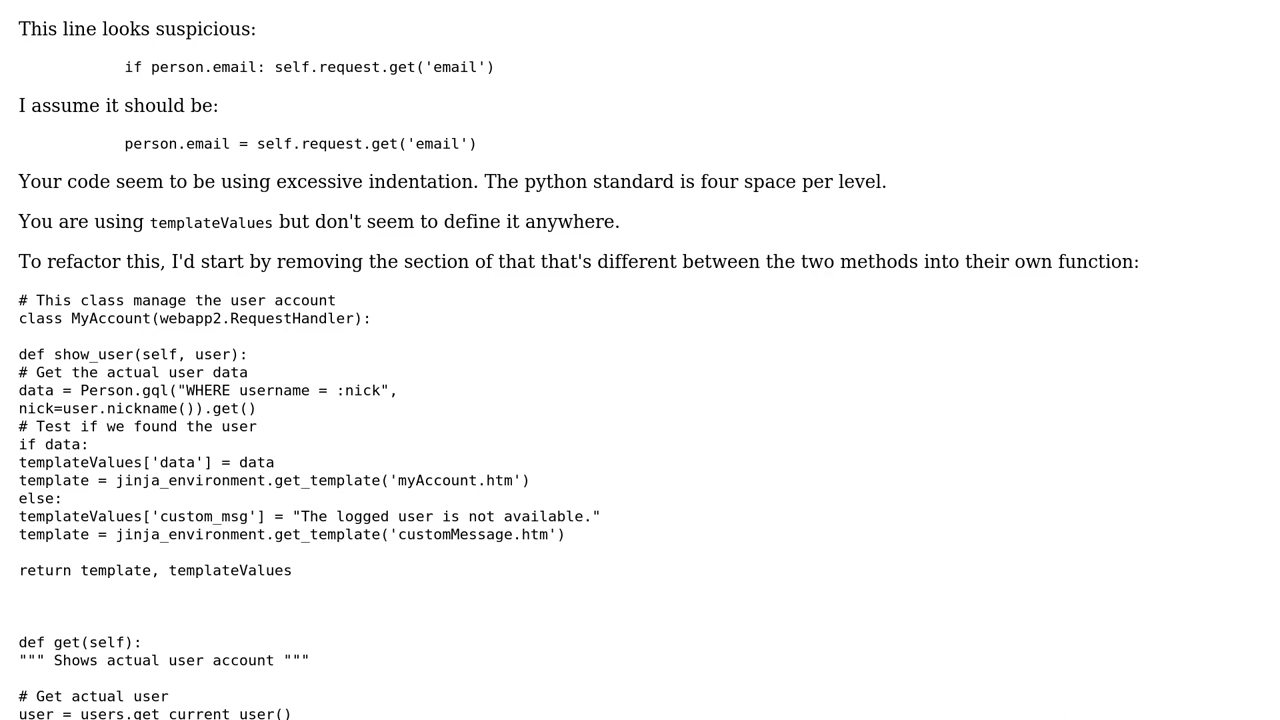 This line looks suspicious:
if person.email: self.request.get('email')
I assume it should be:
person.email = self.request.get('email')
Your code seem to be using excessive indentation. The python standard is four space per level.
You are using templateValues but don't seem to define it anywhere.
To refactor this, I'd start by removing the section of that that's different between the two methods into their own function:
# This class manage the user account
class MyAccount(webapp2.RequestHandler):
def show_user(self, user):
# Get the actual user data
data = Person.gql("WHERE username = :nick",
nick=user.nickname()).get()
# Test if we found the user
if data:
templateValues['data'] = data
template = jinja_environment.get_template('myAccount.htm')
else:
templateValues['custom_msg'] = "The logged user is not available."
template = jinja_environment.get_template('customMessage.htm')
return template, templateValues
def get(self):
""" Shows actual user account """
# Get actual user
user = users.get_current_user()